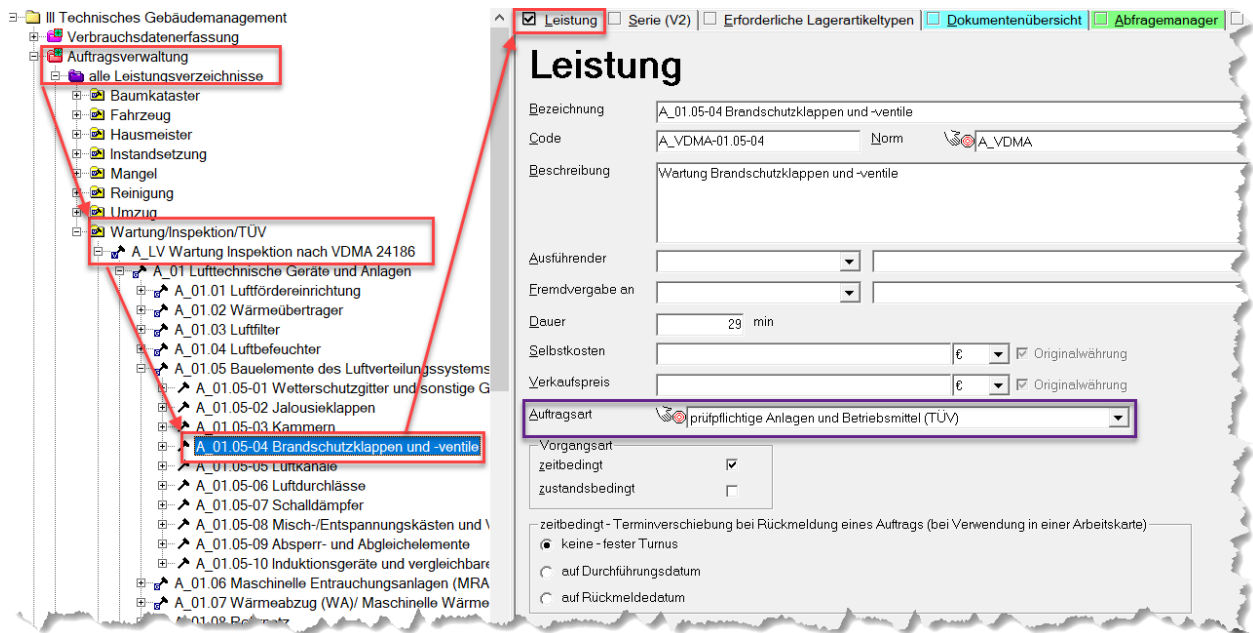 III Technisches Gebäudemanagement
Verbrauchsdatenerfassung
Auftragsverwaltung
alle Leistungsverzeichnisse
Baumkataster
Fahrzeug
Hausmeister
Instandsetzung
Mangel
Reinigung
Umzug
Wartung/Inspektion/TÜV
A_LV Wartung Inspektion nach VDMA 24186
A_01 Lufttechnische Geräte und Anlagen
A_01.01 Luftfördereinrichtung
A_01.02 Wärmeübertrager
A_01.03 Luftfilter
A_01.04 Luftbefeuchter
A_01.05 Bauelemente des Luftverteilungssystems
A_01.05-01 Wetterschutzgitter und sonstige G
A_01.05-02 Jalousieklappen
A_01.05-03 Kammern
A_01.05-04 Brandschutzklappen und -ventile
A_01.05-05 Luftkanäle
A_01.05-06 Luftdurchlässe
A_01.05-07 Schalldämpfer
A_01.05-08 Misch-/Entspannungskästen und V
A_01.05-09 Absperr- und Abgleichelemente
A_01.05-10 Induktionsgeräte und vergleichbare
A_01.06 Maschinelle Entrauchungsanlagen (MRA
A_01.07 Wärmeabzug (WA)/ Maschinelle Wärme
Leistung Serie (V2) Erforderliche Lagerartikeltypen Dokumentenübersicht Abfragemanager
Leistung
Bezeichnung A_01.05-04 Brandschutzklappen und -ventile
Code A_VDMA-01.05-04 Norm A_VDMA
Beschreibung Wartung Brandschutzklappen und -ventile
Ausführender
Fremdvergabe an
Dauer 29 min
Selbstkosten € Originalwährung
Verkaufspreis € Originalwährung
Auftragsart prüfpflichtige Anlagen und Betriebsmittel (TÜV)
Vorgangsart
zeitbedingt
zustandsbedingt
zeitbedingt - Terminverschiebung bei Rückmeldung eines Auftrags (bei Verwendung in einer Arbeitskarte)
keine - fester Turnus
auf Durchführungsdatum
auf Rückmeldedatum